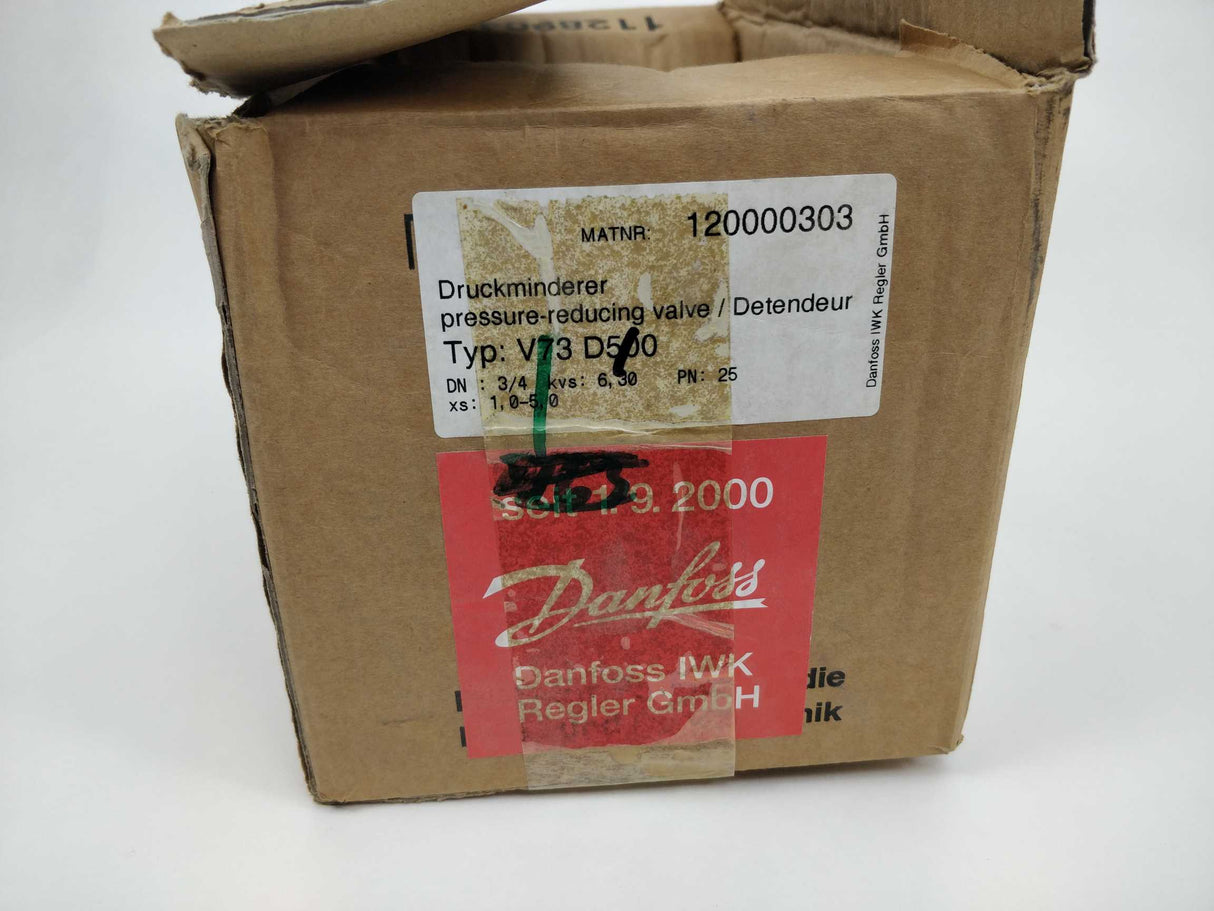 MATNR: 120000303
Druckminderer
pressure-reducing valve / Detendeur
Typ: V73 D500
DN : 3/4 kvs: 6,30 PN: 25
xs: 1,0-5,0
Danfoss IWK Regler GmbH
seit 1. 9. 2000
Danfoss
Danfoss IWK
Regler GmbH
die
nik